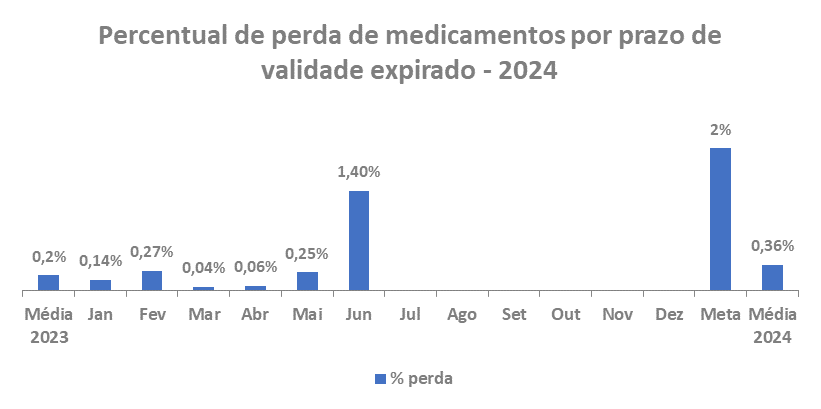 Percentual de perda de medicamentos por prazo de
validade expirado - 2024
0,2%
0,14%
0,27%
0,04%
0,06%
0,25%
1,40%
2%
0,36%
Média Jan Fev Mar Abr Mai Jun Jul Ago Set Out Nov Dez Meta Média
2023 2024
% perda